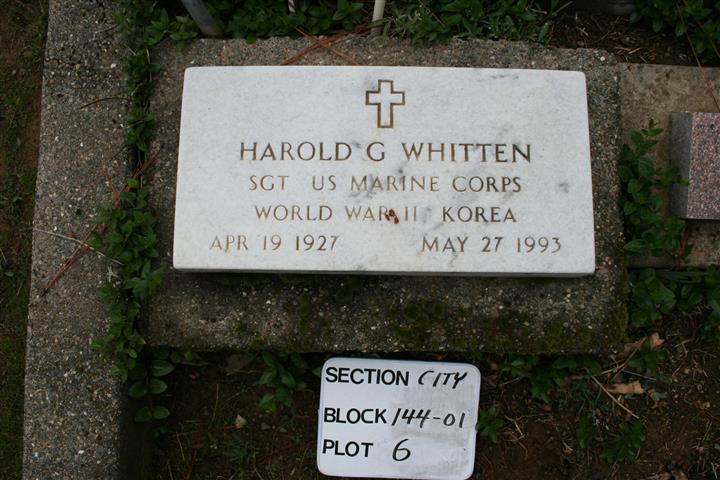 HAROLD G WHITTEN
SGT US MARINE CORPS
WORLD WAR II KOREA
APR 19 1927 MAY 27 1993
SECTION CITY
BLOCK 144-01
PLOT 6